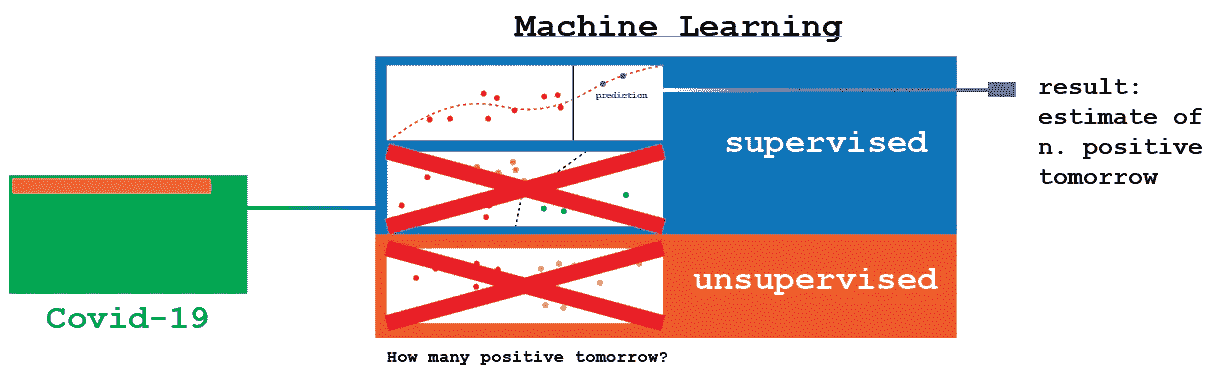 Machine Learning
prediction
supervised
result:
estimate of
n. positive
tomorrow
unsupervised
Covid-19
How many positive tomorrow?